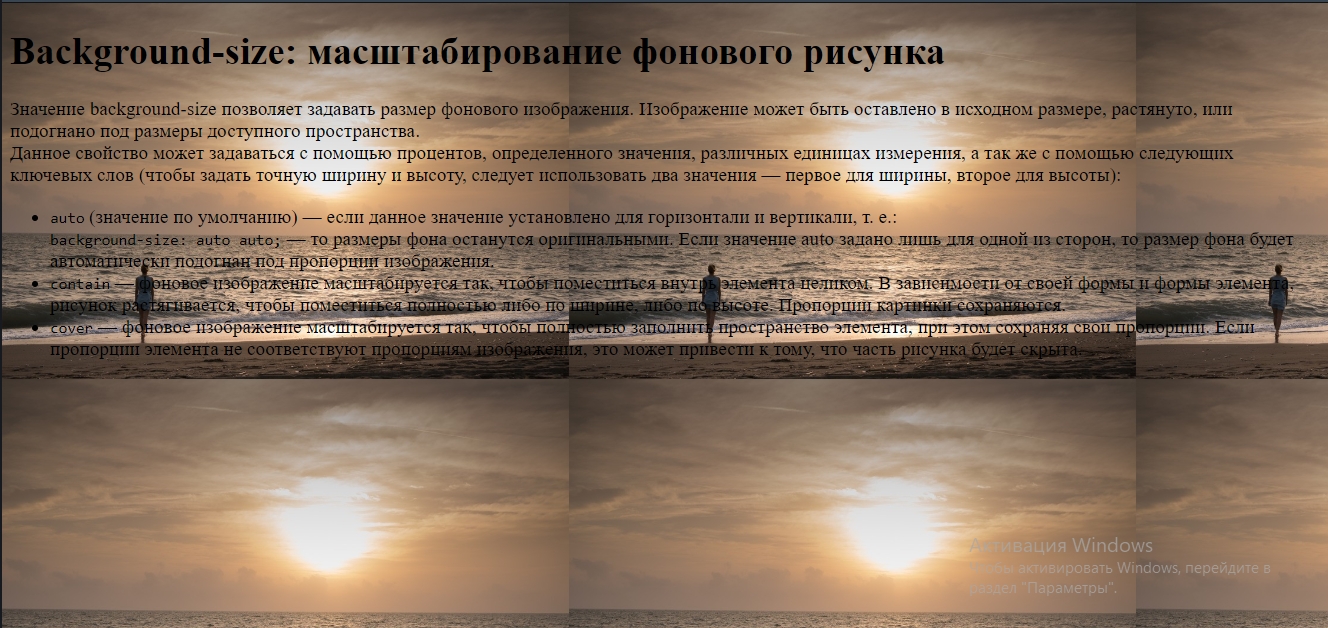 Background-size: масштабирование фонового рисунка
Значение background-size позволяет задавать размер фонового изображения. Изображение может быть оставлено в исходном размере, растянуто, или
подогнано под размеры доступного пространства.
Данное свойство может задаваться с помощью процентов, определенного значения, различных единицах измерения, а так же с помощью следующих
ключевых слов (чтобы задать точную ширину и высоту, следует использовать два значения — первое для ширины, второе для высоты):
• auto (значение по умолчанию) — если данное значение установлено для горизонтали и вертикали, т. е.:
background-size: auto auto; — то размеры фона останутся оригинальными. Если значение auto задано лишь для одной из сторон, то размер фона будет
автоматически подогнан под пропорции изображения.
• contain — фоновое изображение масштабируется так, чтобы поместиться внутрь элемента целиком. В зависимости от своей формы и формы элемента,
рисунок растягивается, чтобы поместиться полностью либо по ширине, либо по высоте. Пропорции картинки сохраняются.
• cover — фоновое изображение масштабируется так, чтобы полностью заполнить пространство элемента, при этом сохраняя свои пропорции. Если
пропорции элемента не соответствуют пропорциям изображения, это может привести к тому, что часть рисунка будет скрыта.
Активация Windows
Чтобы активировать Windows, перейдите в
раздел "Параметры".